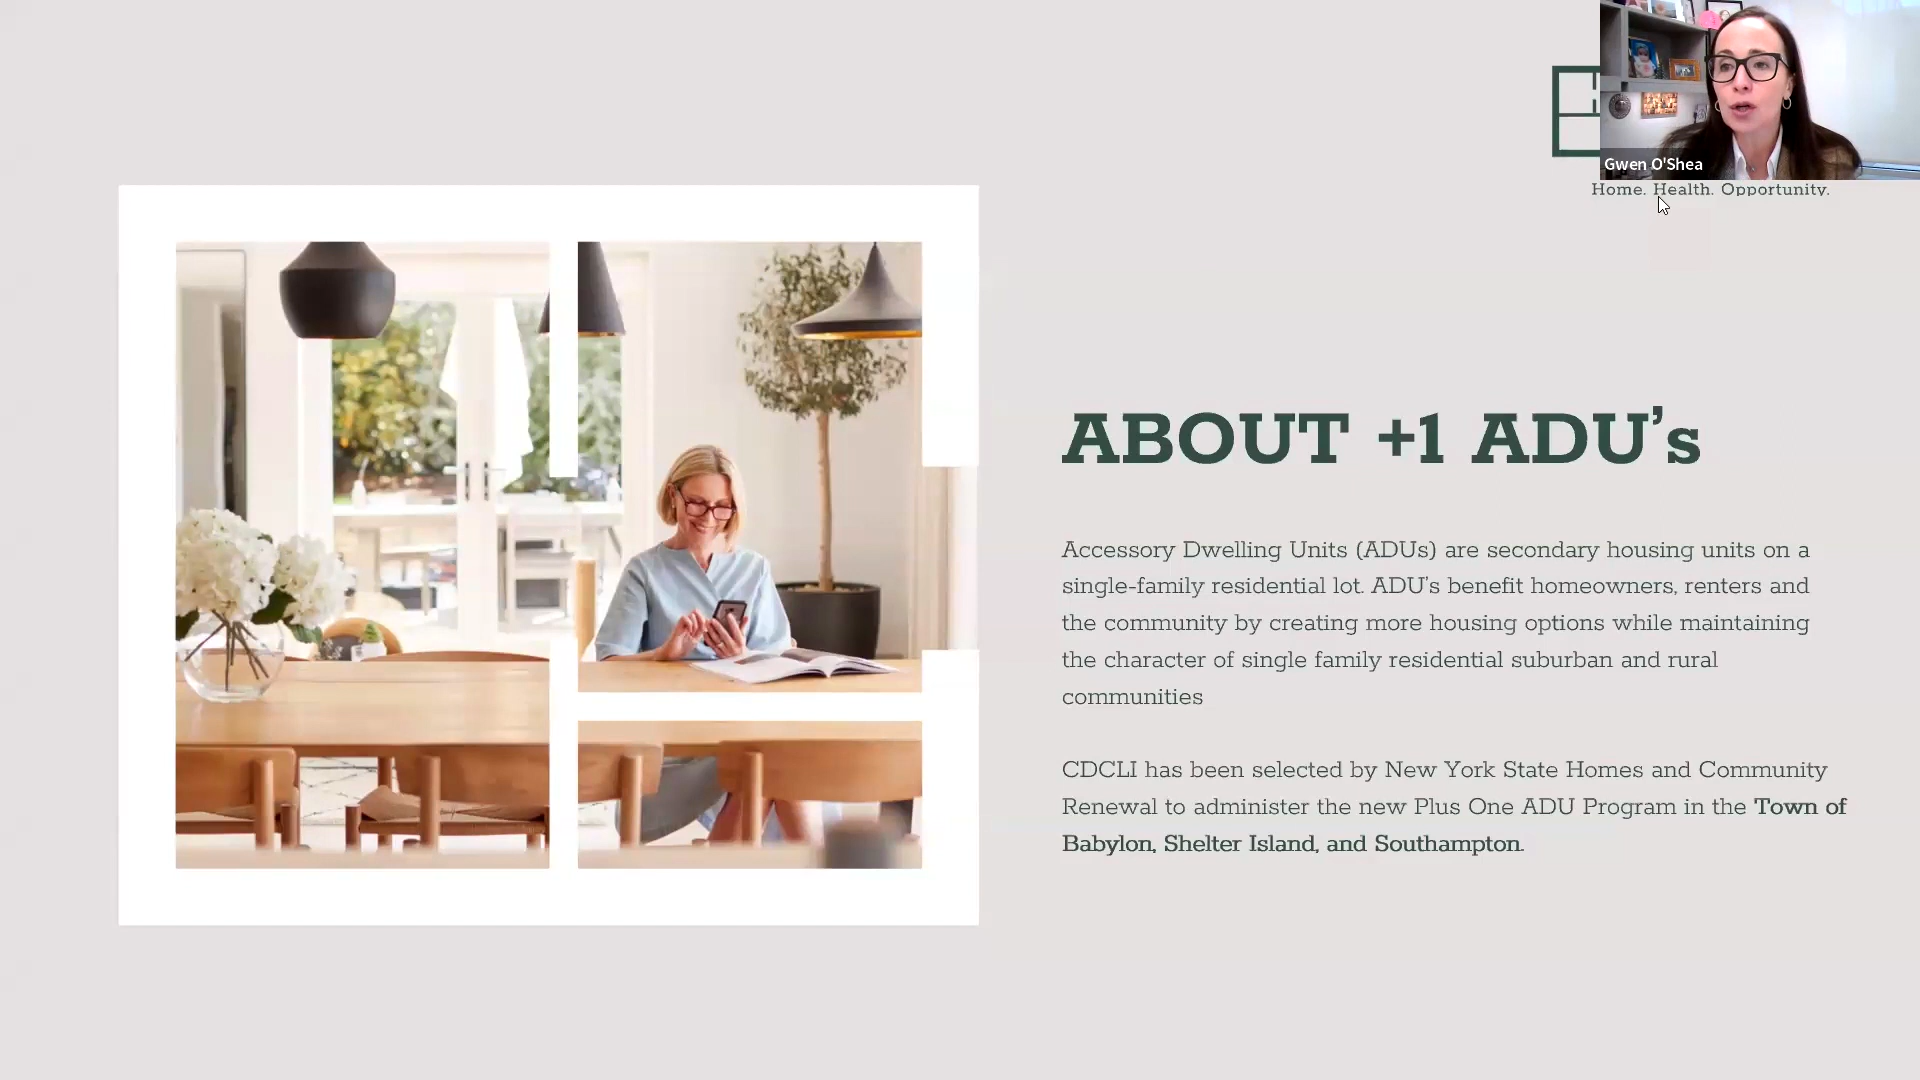 Gwen O'Shea
Home. Health. Opportunity.
ABOUT +1 ADU’s
Accessory Dwelling Units (ADUs) are secondary housing units on a
single-family residential lot. ADU's benefit homeowners, renters and
the community by creating more housing options while maintaining
the character of single family residential suburban and rural
communities
CDCLI has been selected by New York State Homes and Community
Renewal to administer the new Plus One ADU Program in the Town of
Babylon, Shelter Island, and Southampton.